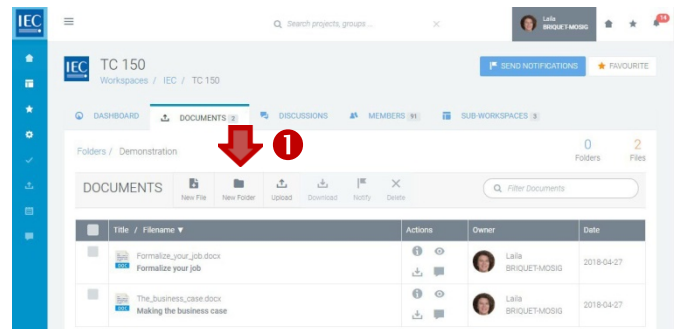 IEC
Search projects, groups ...
Laila
BRIQUET-MOSIG
14
IEC
TC 150
Workspaces / IEC / TC 150
SEND NOTIFICATIONS
FAVOURITE
DASHBOARD
DOCUMENTS 2
DISCUSSIONS
MEMBERS 91
SUB-WORKSPACES 3
1
Folders / Demonstration
0
Folders
2
Files
DOCUMENTS
New File
New Folder
Upload
Download
Notify
Delete
Filter Documents
Title / Filename ▼
Actions
Owner
Date
Formalize_your_job.docx
Formalize your job
Laila
BRIQUET-MOSIG
2018-04-27
The_business_case.docx
Making the business case
Laila
BRIQUET-MOSIG
2018-04-27